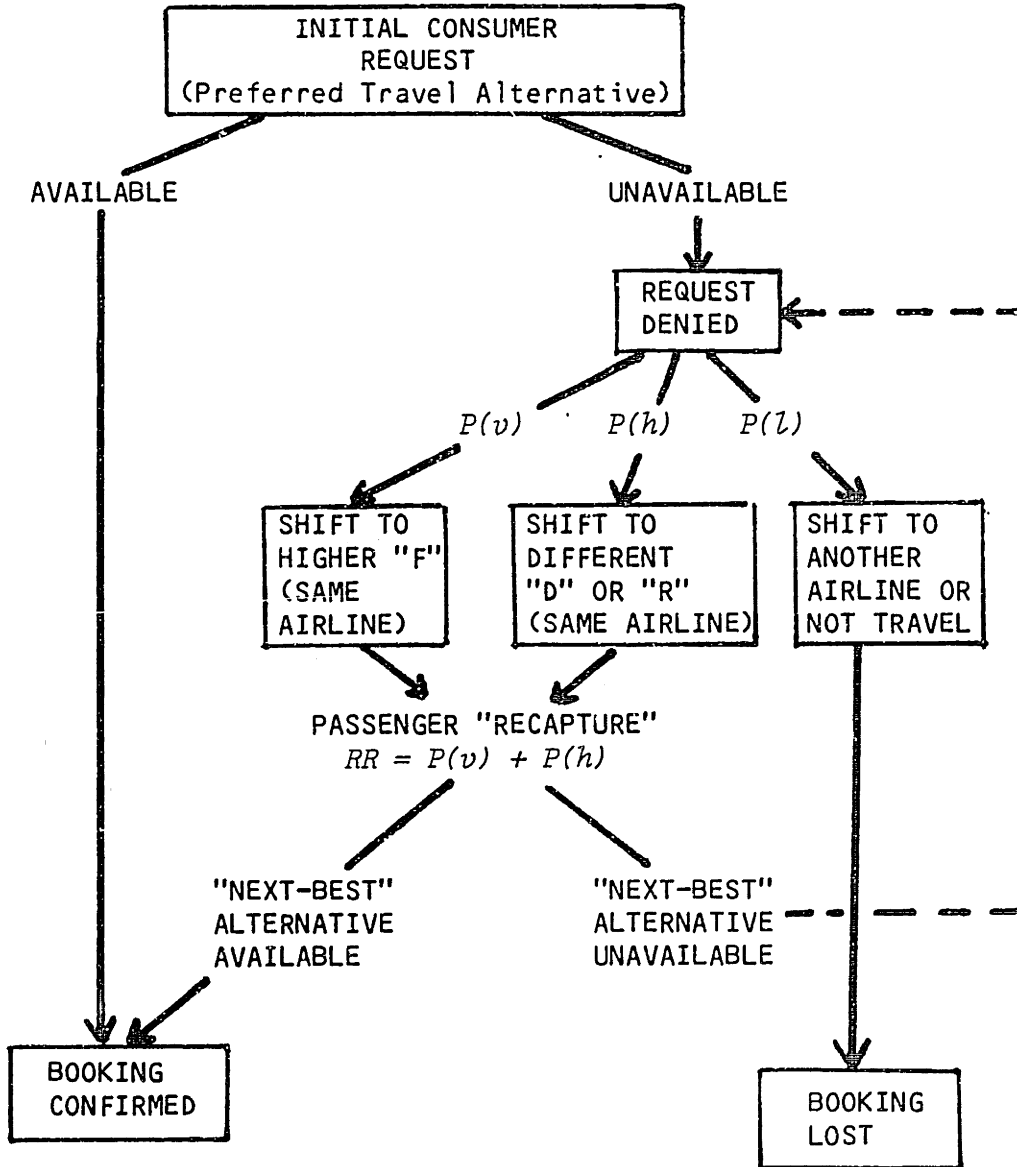 INITIAL CONSUMER
REQUEST
(Preferred Travel Alternative)
AVAILABLE
UNAVAILABLE
REQUEST
DENIED
P(v)
P(h)
P(l)
SHIFT TO
HIGHER "F"
(SAME
AIRLINE)
SHIFT TO
DIFFERENT
"D" OR "R"
(SAME AIRLINE)
SHIFT TO
ANOTHER
AIRLINE OR
NOT TRAVEL
PASSENGER "RECAPTURE"
RR = P(v) + P(h)
"NEXT-BEST"
ALTERNATIVE
AVAILABLE
"NEXT-BEST"
ALTERNATIVE
UNAVAILABLE
BOOKING
CONFIRMED
BOOKING
LOST